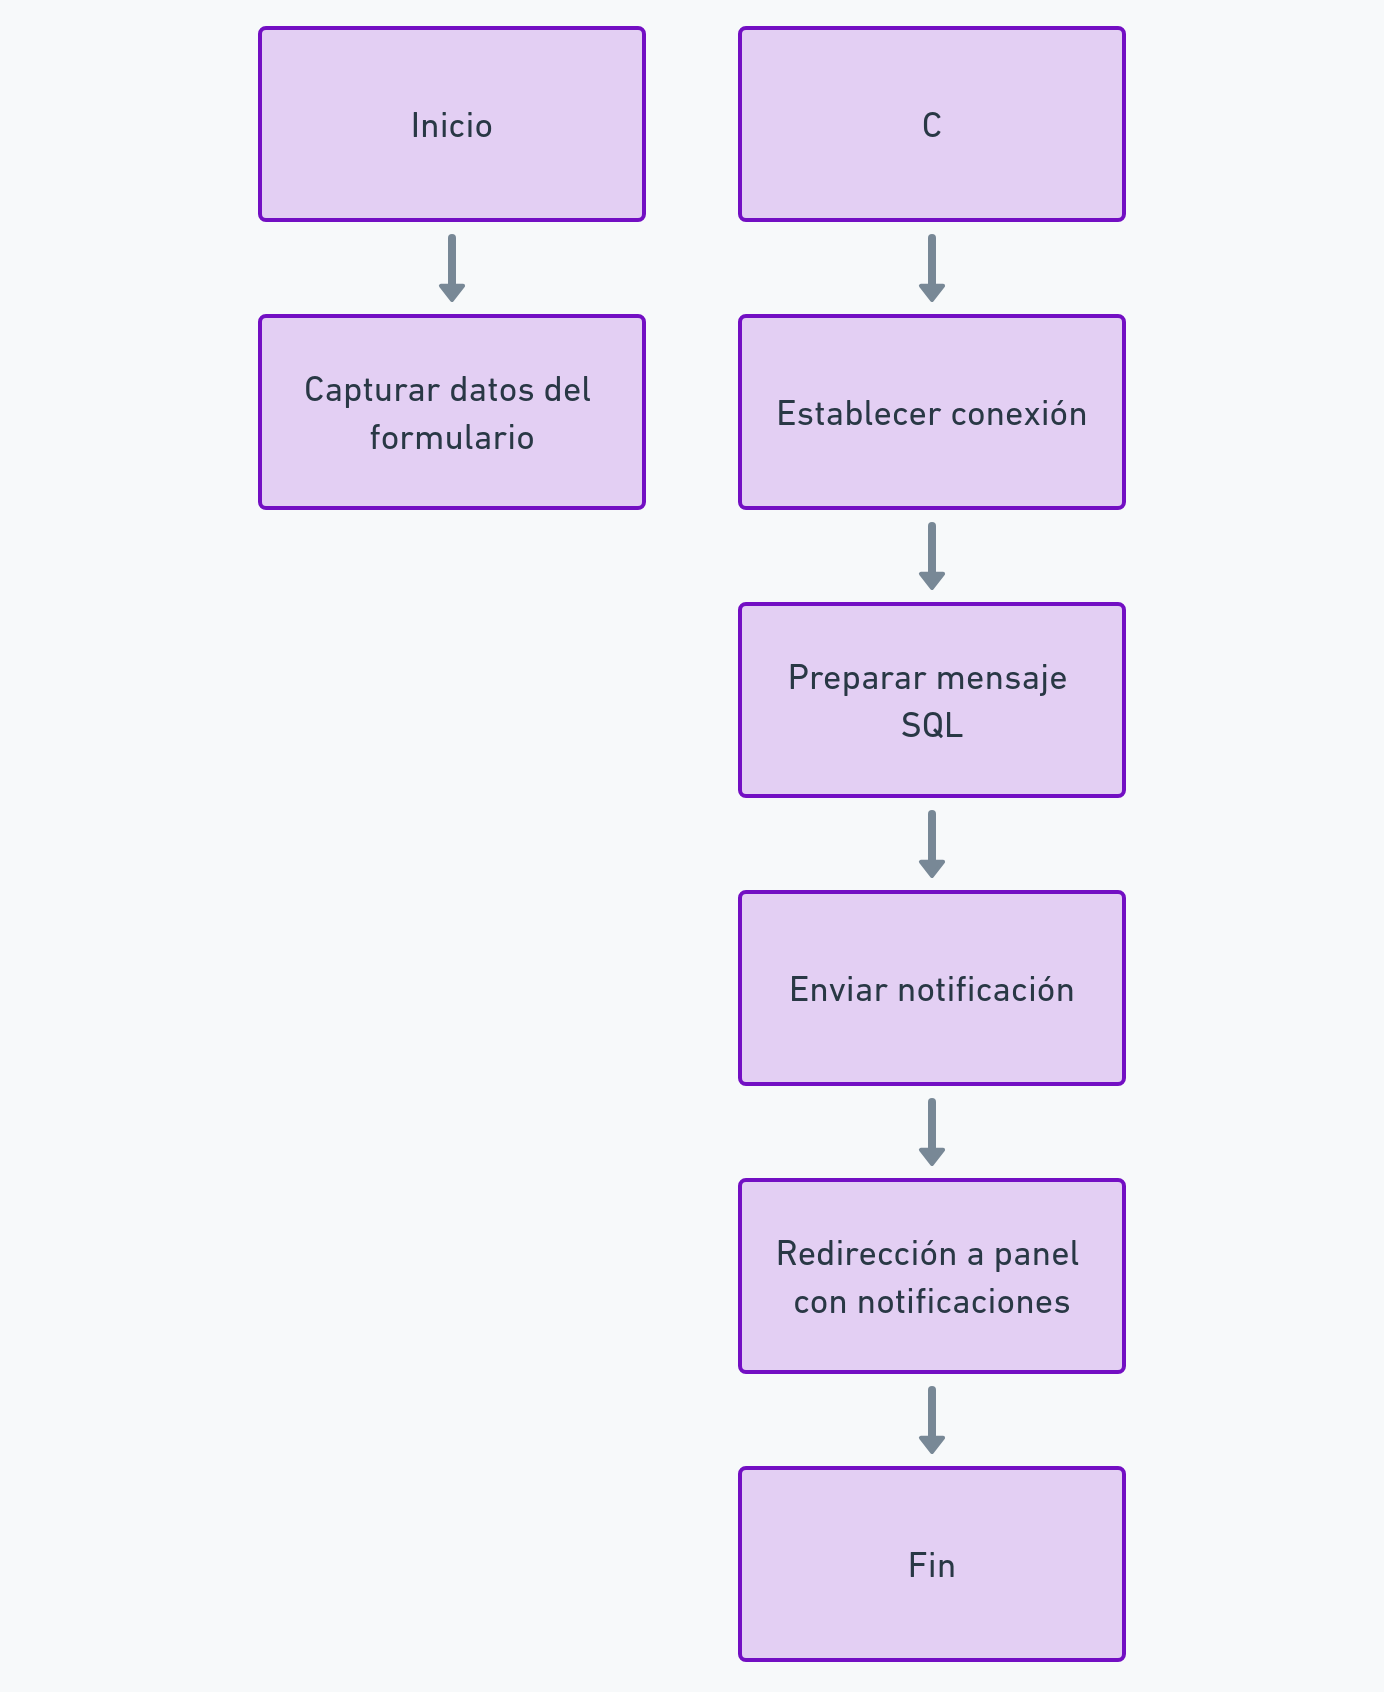 Inicio
Capturar datos del
formulario
C
Establecer conexión
Preparar mensaje
SQL
Enviar notificación
Redirección a panel
con notificaciones
Fin